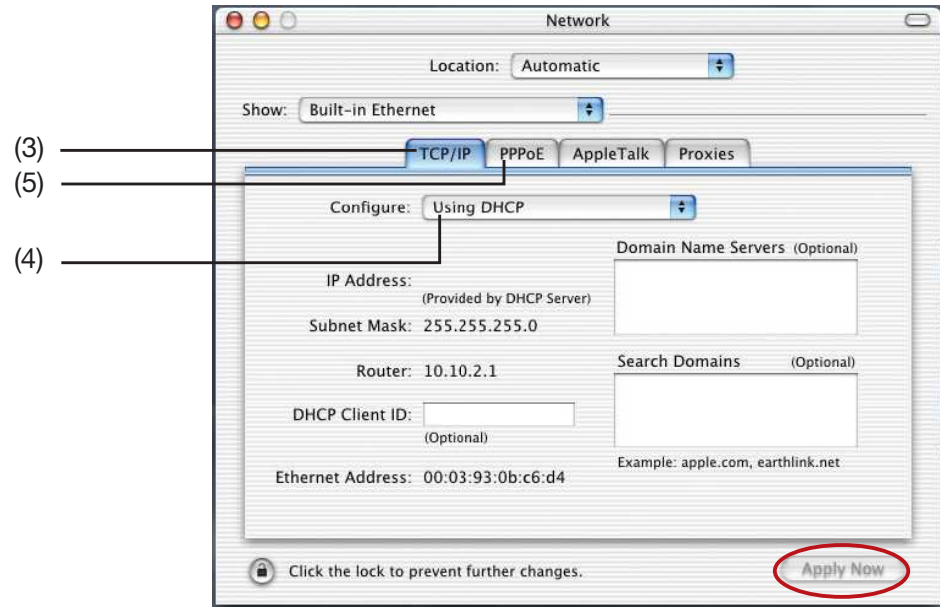 Network
Location: Automatic
Show: Built-in Ethernet
(3)
TCP/IP PPPoE AppleTalk Proxies
(5)
Configure: Using DHCP
(4)
Domain Name Servers (Optional)
IP Address:
(Provided by DHCP Server)
Subnet Mask: 255.255.255.0
Search Domains (Optional)
Router: 10.10.2.1
DHCP Client ID:
(Optional)
Example: apple.com, earthlink.net
Ethernet Address: 00:03:93:0b:c6:d4
Click the lock to prevent further changes.
Apply Now